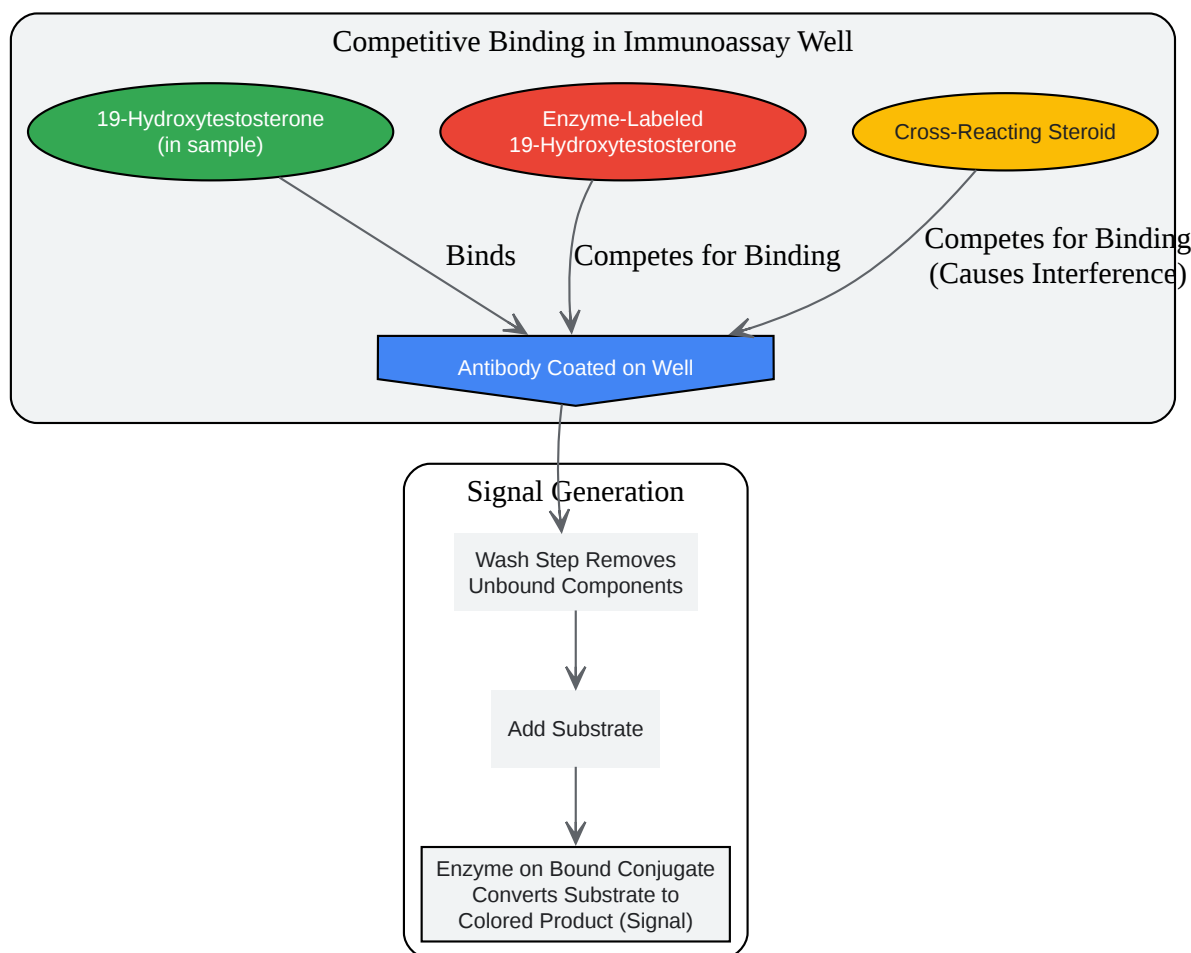 Competitive Binding in Immunoassay Well
19-Hydroxytestosterone
(in sample)
Enzyme-Labeled
19-Hydroxytestosterone
Cross-Reacting Steroid
Binds
Competes for Binding
Competes for Binding
(Causes Interference)
Antibody Coated on Well
Signal Generation
Wash Step Removes
Unbound Components
Add Substrate
Enzyme on Bound Conjugate
Converts Substrate to
Colored Product (Signal)